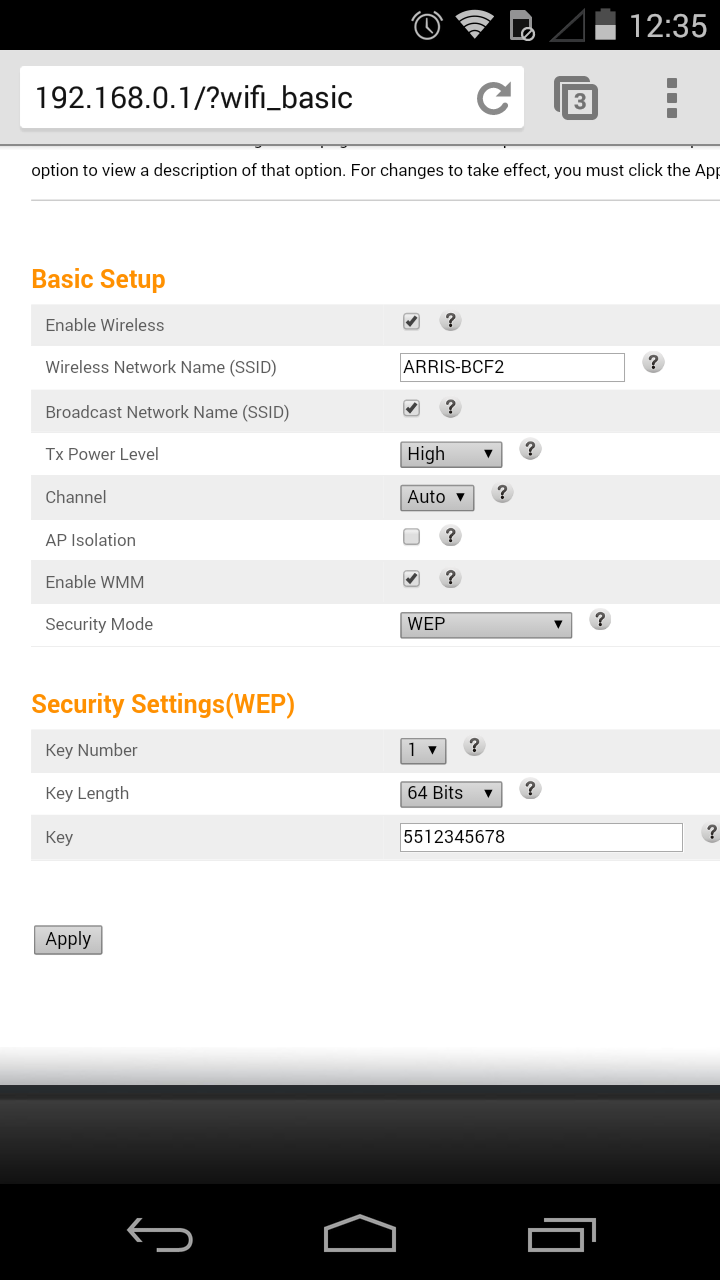 12:35
192.168.0.1/?wifi_basic
3
option to view a description of that option. For changes to take effect, you must click the App
Basic Setup
Enable Wireless ?
Wireless Network Name (SSID) ARRIS-BCF2 ?
Broadcast Network Name (SSID) ?
Tx Power Level High ?
Channel Auto ?
AP Isolation ?
Enable WMM ?
Security Mode WEP ?
Security Settings(WEP)
Key Number 1 ?
Key Length 64 Bits ?
Key 5512345678 ?
Apply